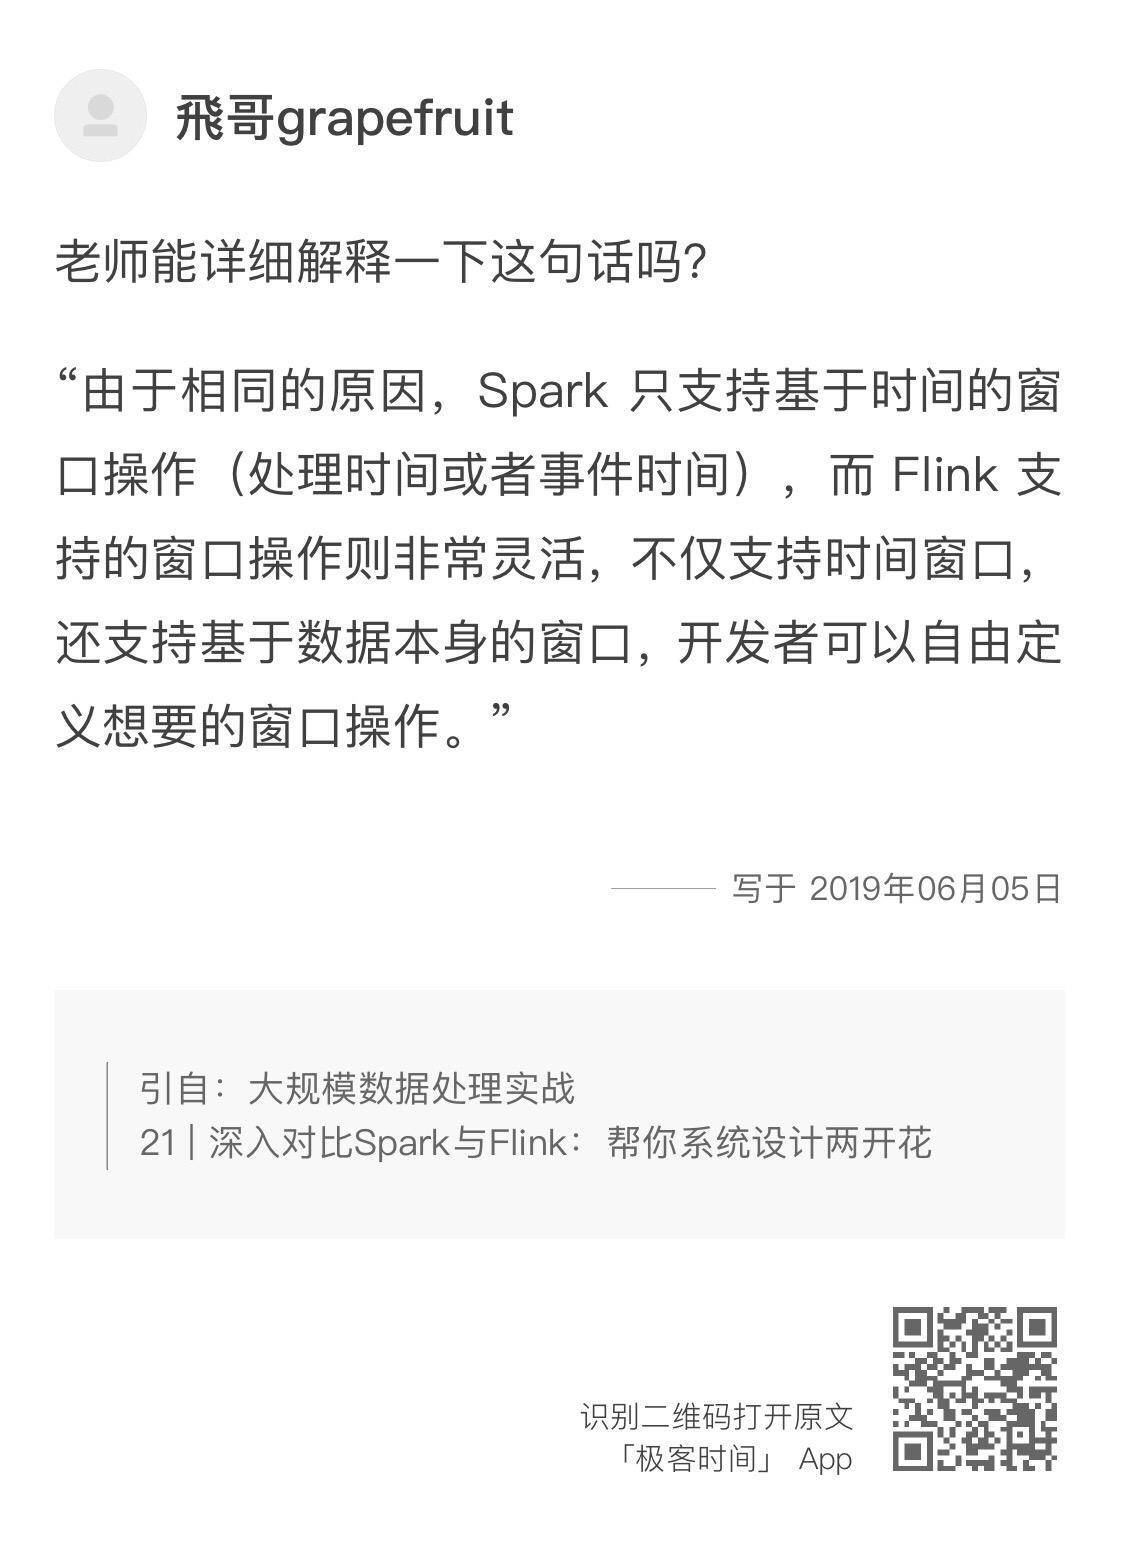 飛哥grapefruit
老师能详细解释一下这句话吗?
“由于相同的原因，Spark 只支持基于时间的窗
口操作（处理时间或者事件时间），而 Flink 支
持的窗口操作则非常灵活，不仅支持时间窗口，
还支持基于数据本身的窗口，开发者可以自由定
义想要的窗口操作。”
写于 2019年06月05日
引自：大规模数据处理实战
21 | 深入对比Spark与Flink：帮你系统设计两开花
识别二维码打开原文
「极客时间」 App